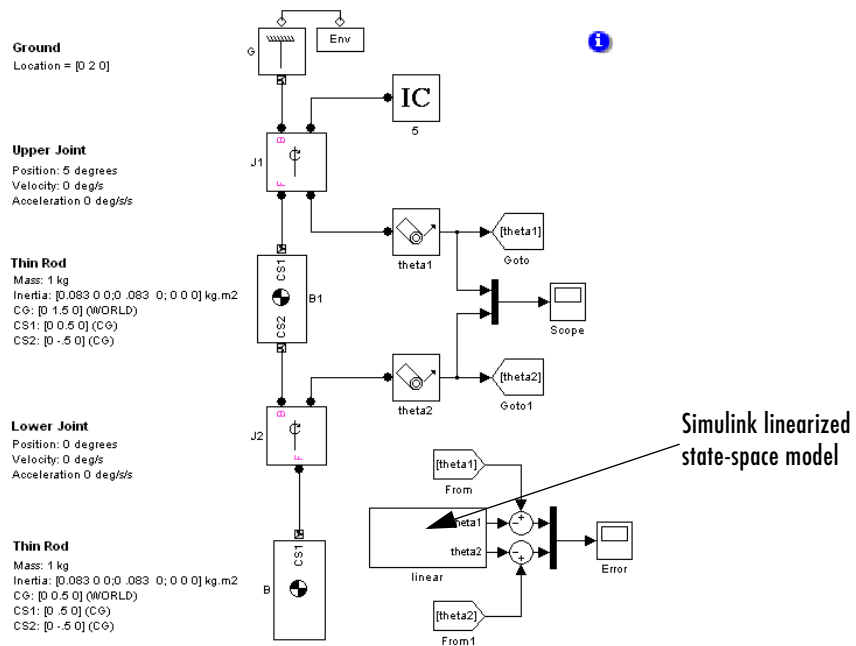 Ground
Location = [0 2 0]
G
Env
i
IC
5
Upper Joint
Position: 5 degrees
Velocity: 0 deg/s
Acceleration 0 deg/s/s
J1
B
F
theta1
[theta1]
Goto
Thin Rod
Mass: 1 kg
Inertia: [0.083 0 0;0 .083 0; 0 0 0] kg.m2
CG: [0 1.5 0] (WORLD)
CS1: [0 0.5 0] (CG)
CS2: [0 -.5 0] (CG)
CS1
CS2
B1
Scope
theta2
[theta2]
Goto1
Lower Joint
Position: 0 degrees
Velocity: 0 deg/s
Acceleration 0 deg/s/s
J2
B
F
Simulink linearized
state-space model
[theta1]
From
heta1
theta2
linear
Error
[theta2]
From1
Thin Rod
Mass: 1 kg
Inertia: [0.083 0 0;0 .083 0; 0 0 0] kg.m2
CG: [0 0.5 0] (WORLD)
CS1: [0 .5 0] (CG)
CS2: [0 -.5 0] (CG)
CS1
B